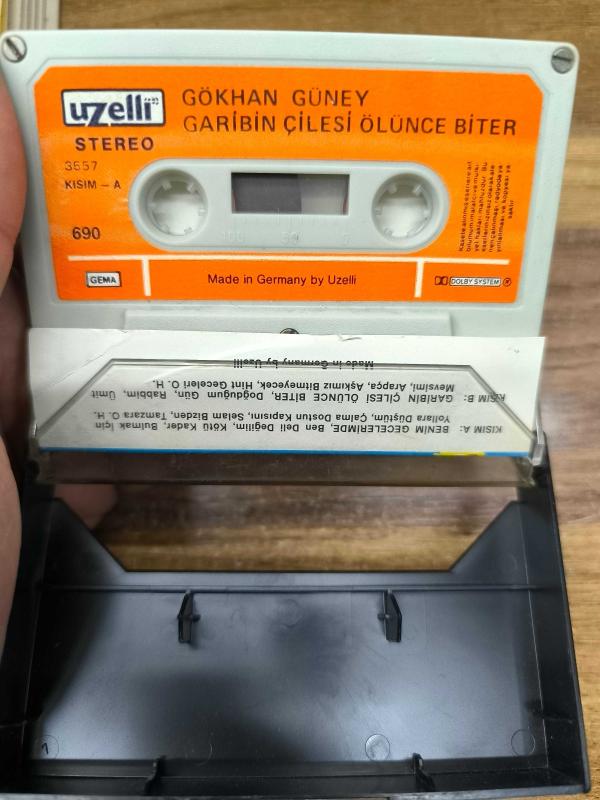 uzelli
STEREO
3557
KISIM – A
690
GÖKHAN GÜNEY
GARİBİN ÇİLESİ ÖLÜNCE BİTER
GEMA
Made in Germany by Uzelli
DOLBY SYSTEM
KISIM A: BENİM GECELERİMDE, Ben Deli Değilim, Kötü Kader, Bulmak İçin
Yollara Düştüm, Çalma Dostun Kapısını, Selam Bizden, Tamzara O. H.
KISIM B: GARİBİN ÇİLESİ ÖLÜNCE BİTER, Doğduğum Gün, Rabbim, Ümit
Mevsimi, Arapça, Aşkımız Bitmeyecek, Hint Geceleri O. H.
Made in Germany by Uzelli